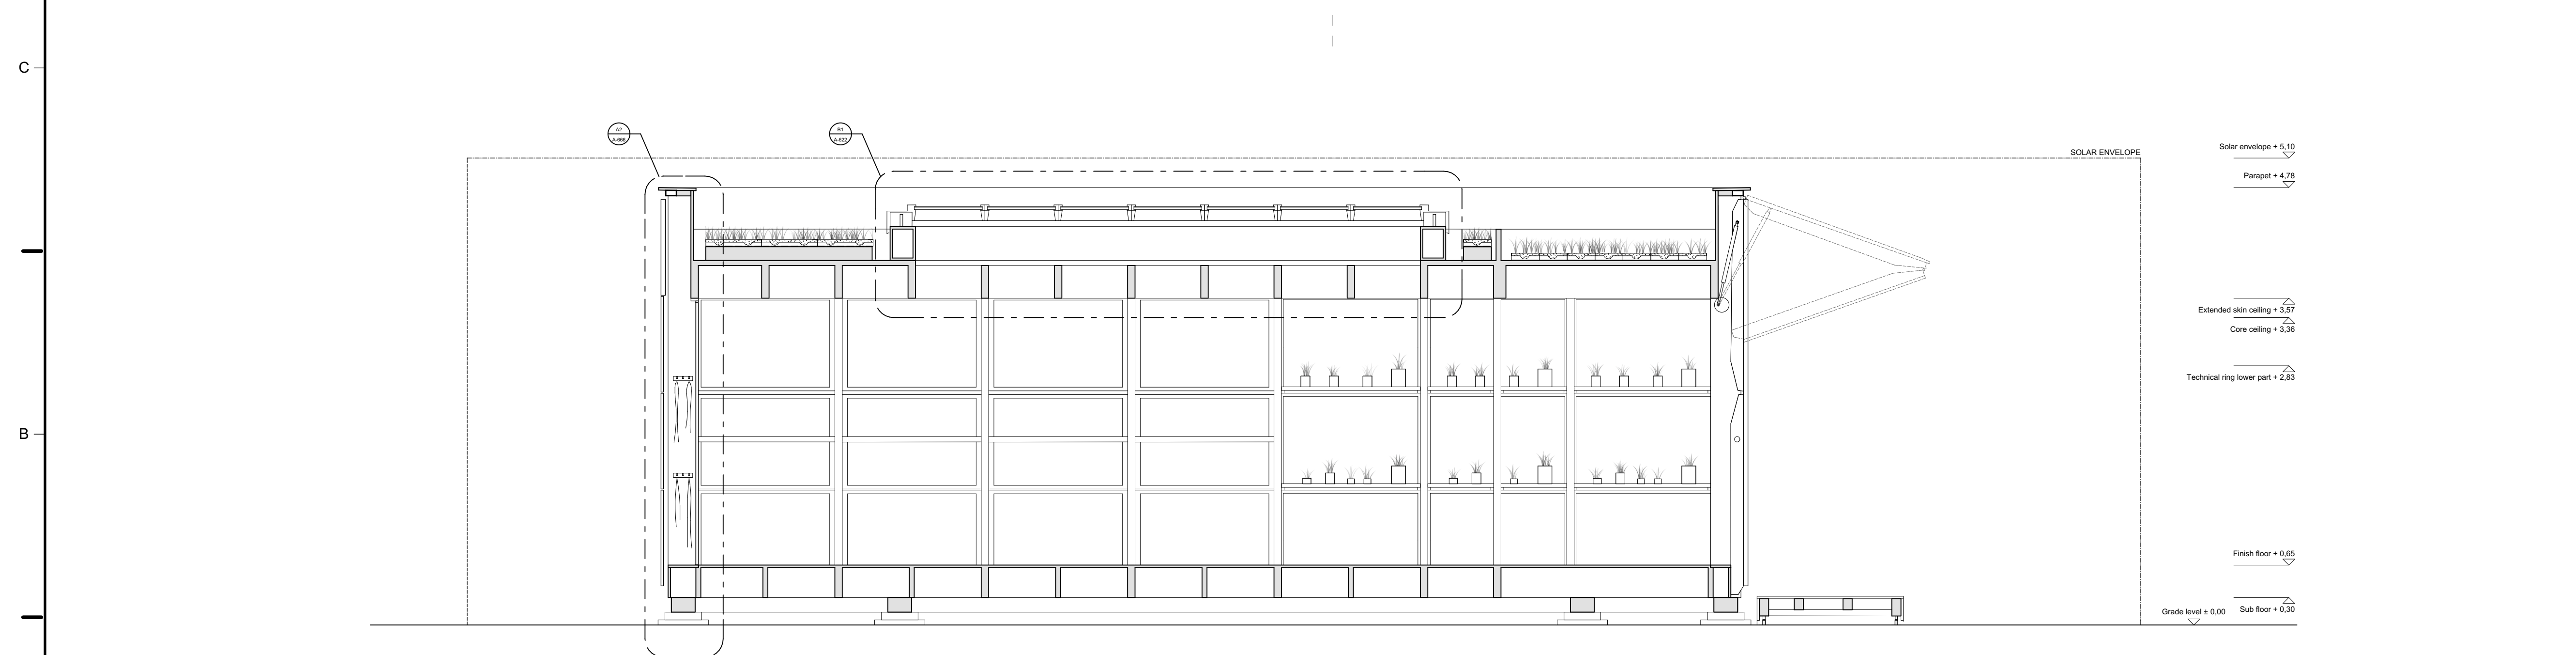 C
A2
A-866
B1
A-622
SOLAR ENVELOPE
Solar envelope + 5,10
Parapet + 4,78
Extended skin ceiling + 3,57
Core ceiling + 3,36
Technical ring lower part + 2,83
B
Finish floor + 0,65
Grade level ± 0,00
Sub floor + 0,30